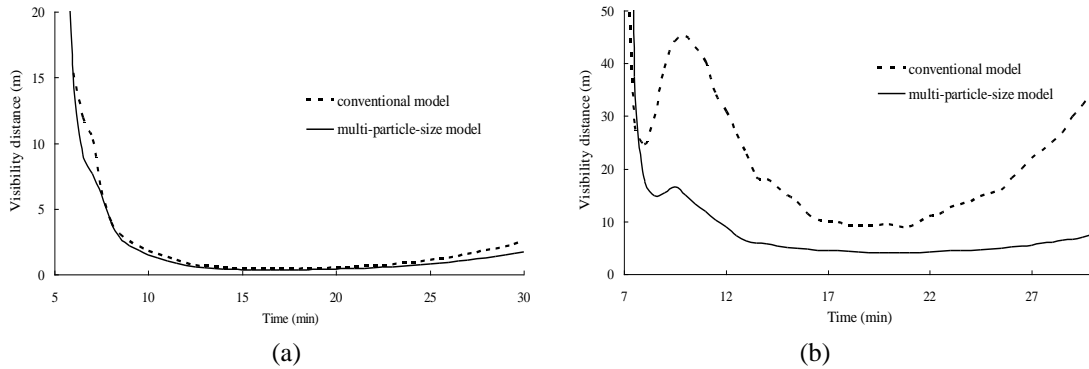 20
15
10
5
0
Visibility distance (m)
conventional model
multi-particle-size model
5 10 15 20 25 30
Time (min)
(a)
50
40
30
20
10
0
Visibility distance (m)
conventional model
multi-particle-size model
7 12 17 22 27
Time (min)
(b)